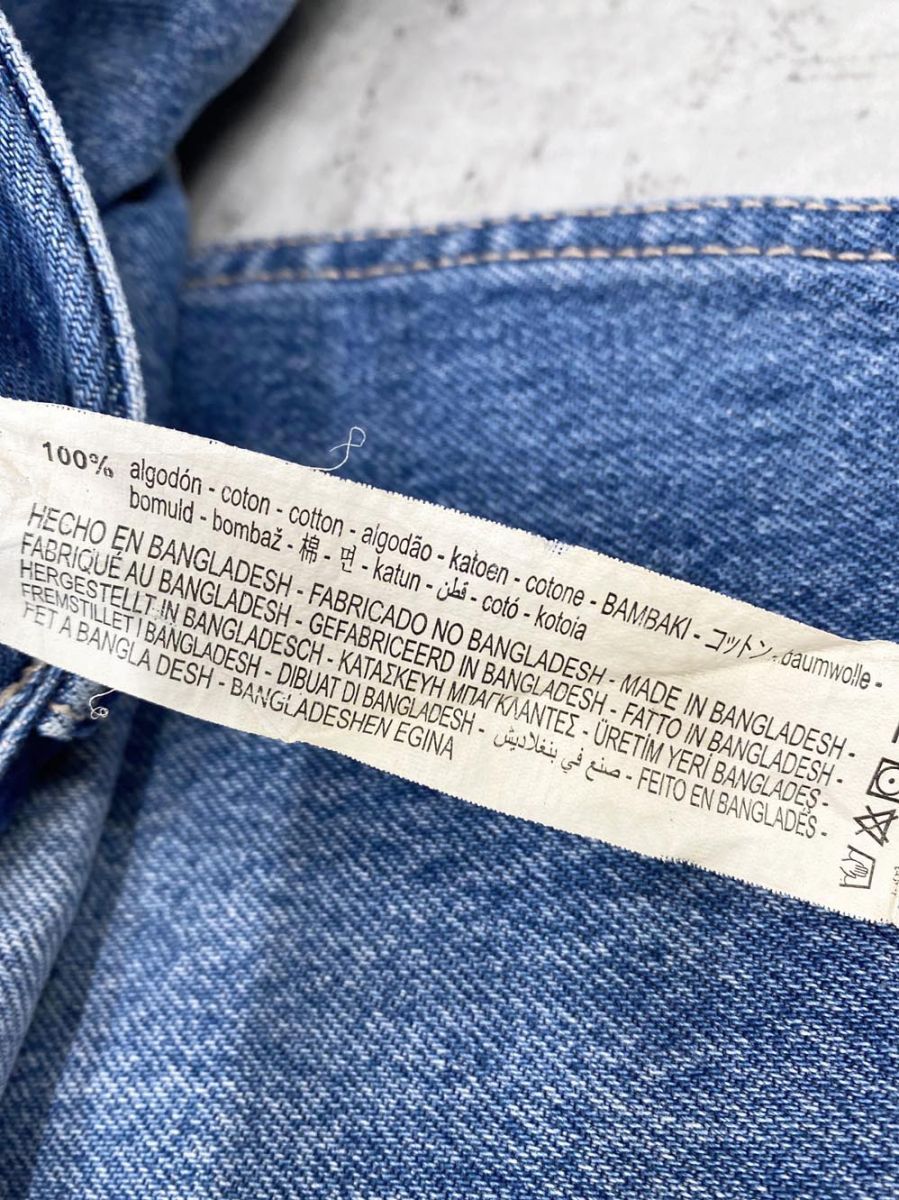 100% algodón - coton - cotton - algodão - katoen - cotone - BAMBAKI - コットン - baumwolle -
bomuld - bombaž - 棉 - 면 - katun - قطن - cotó - kotoia
HECHO EN BANGLADESH - FABRICADO NO BANGLADESH - MADE IN BANGLADESH -
FABRIQUÉ AU BANGLADESH - GEFABRICEERD IN BANGLADESH - FATTO IN BANGLADESH -
HERGESTELLT IN BANGLADESCH - ΚΑΤΑΣΚΕΥΗ ΜΠΑΓΚΛΑΝΤΕΣ - ÜRETİM YERİ BANGLADEŞ -
FREMSTILLET I BANGLADESH - DIBUAT DI BANGLADESH - صنع في بنغلاديش - FEITO EN BANGLADÉS -
FET A BANGLA DESH - BANGLADESHEN EGINA